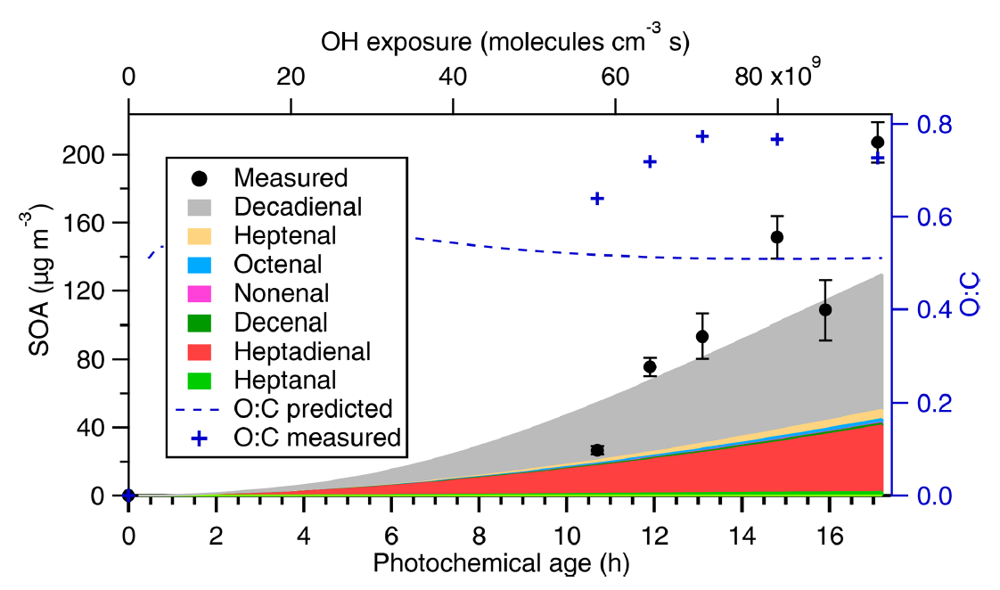 OH exposure (molecules cm⁻³ s)
0 20 40 60 80 x10⁹
SOA (µg m⁻³)
200
160
120
80
40
0
Measured
Decadienal
Heptenal
Octenal
Nonenal
Decenal
Heptadienal
Heptanal
O:C predicted
O:C measured
0.8
0.6
0.4
0.2
0.0
O:C
0 2 4 6 8 10 12 14 16
Photochemical age (h)